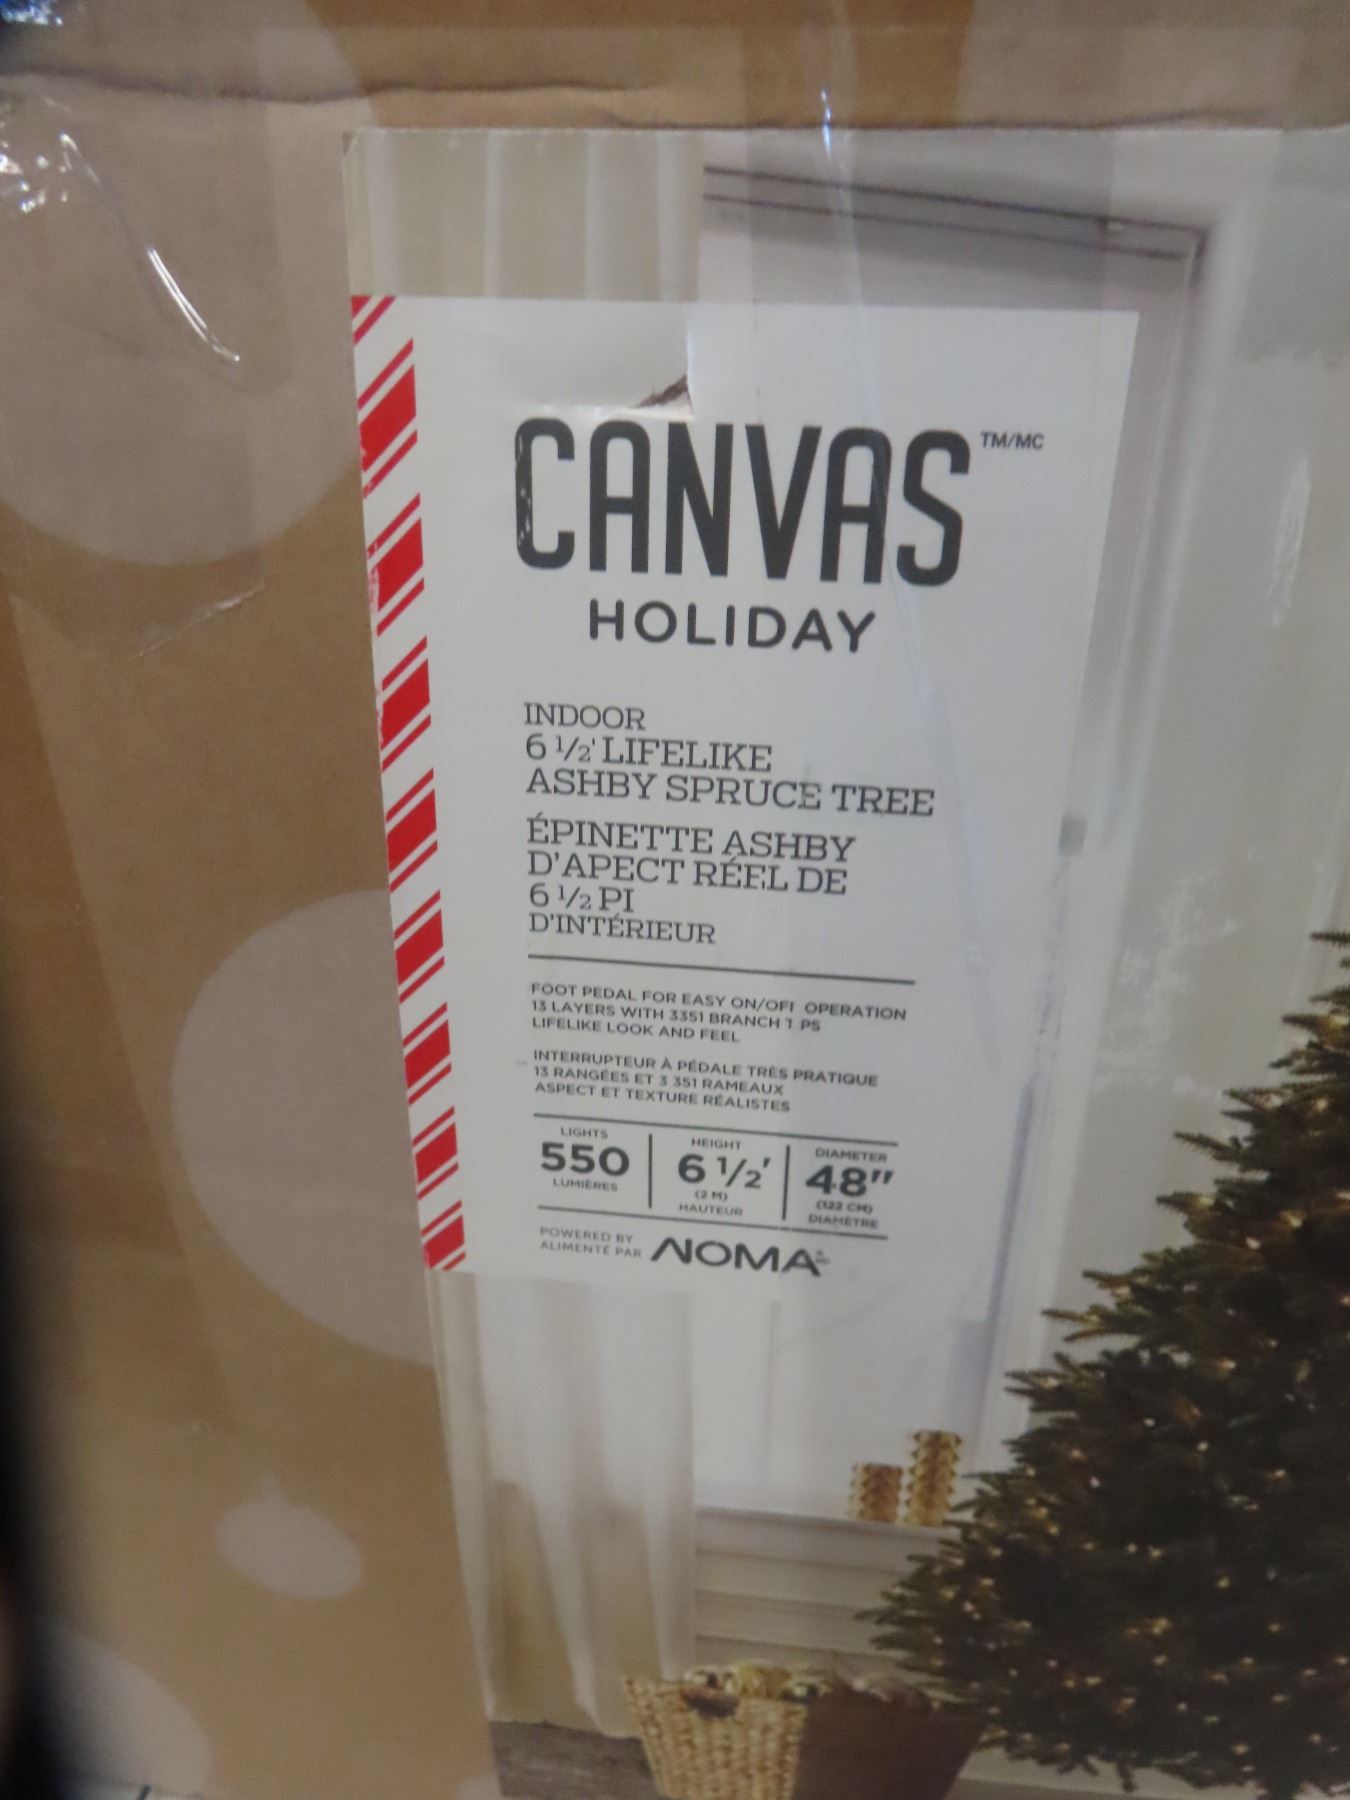 CANVAS TM/MC
HOLIDAY
INDOOR
6 1/2' LIFELIKE
ASHBY SPRUCE TREE
ÉPINETTE ASHBY
D'APECT RÉEL DE
6 1/2 PI
D'INTÉRIEUR
FOOT PEDAL FOR EASY ON/OFF OPERATION
13 LAYERS WITH 3351 BRANCH TIPS
LIFELIKE LOOK AND FEEL
INTERRUPTEUR À PÉDALE TRÈS PRATIQUE
13 RANGÉES ET 3 351 RAMEAUX
ASPECT ET TEXTURE RÉALISTES
LIGHTS
550
LUMIÈRES
HEIGHT
6 1/2'
(2 M)
HAUTEUR
DIAMETER
48"
(122 CM)
DIAMÈTRE
POWERED BY
ALIMENTÉ PAR
NOMA